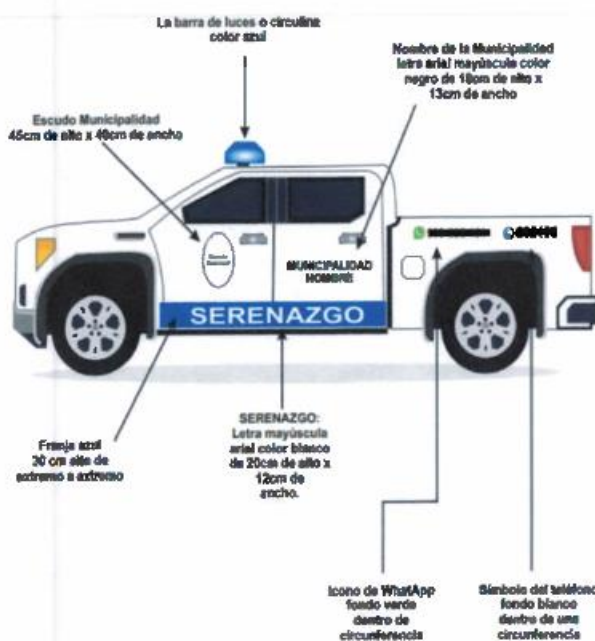 La barra de luces o circulina
color azul
Nombre de la Municipalidad
letra arial mayúscula color
negro de 18cm de alto x
13cm de ancho
Escudo Municipalidad
45cm de alto x 40cm de ancho
MUNICIPALIDAD
HOMBRE
SERENAZGO
SERENAZGO:
Letra mayúscula
arial color blanco
de 20cm de alto x
12cm de
ancho.
Franja azul
30 cm alto de
extremo a extremo
Icono de WhatApp
fondo verde
dentro de
circunferencia
Símbolo del teléfono
fondo blanco
dentro de una
circunferencia